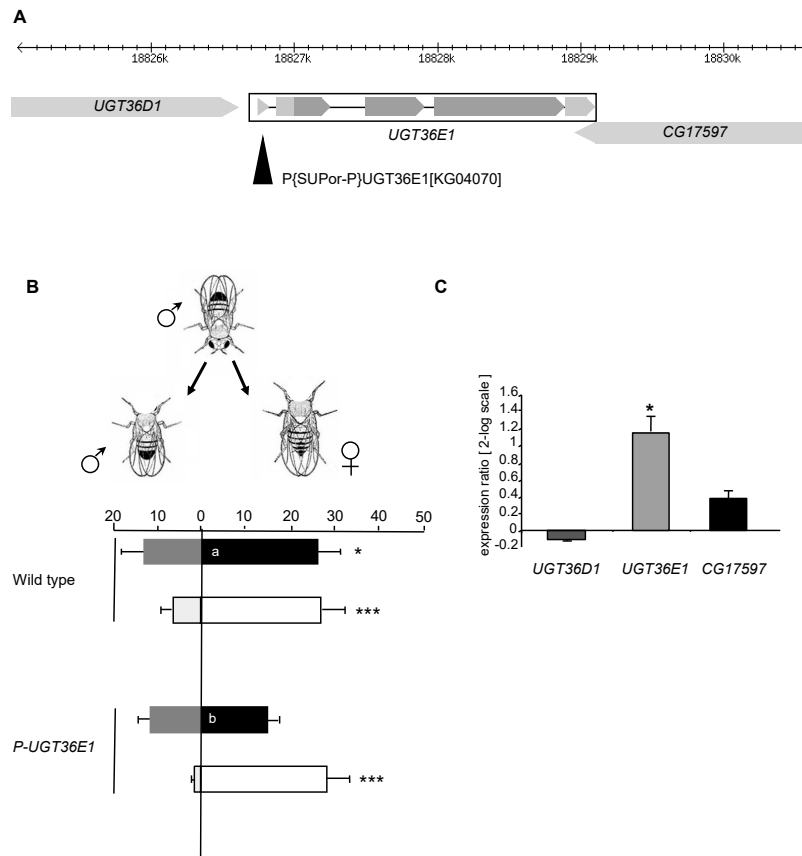 A
18826k 18827k 18828k 18829k 18830k
UGT36D1
UGT36E1
CG17597
P{SUPor-P}UGT36E1[KG04070]
B
♂
♂ ♀
20 10 0 10 20 30 40 50
Wild type
a *
***
P-UGT36E1
b
***
C
expression ratio [ 2-log scale ]
1.6
1.4
1.2
1.0
0.8
0.6
0.4
0.2
0
-0.2
*
UGT36D1 UGT36E1 CG17597